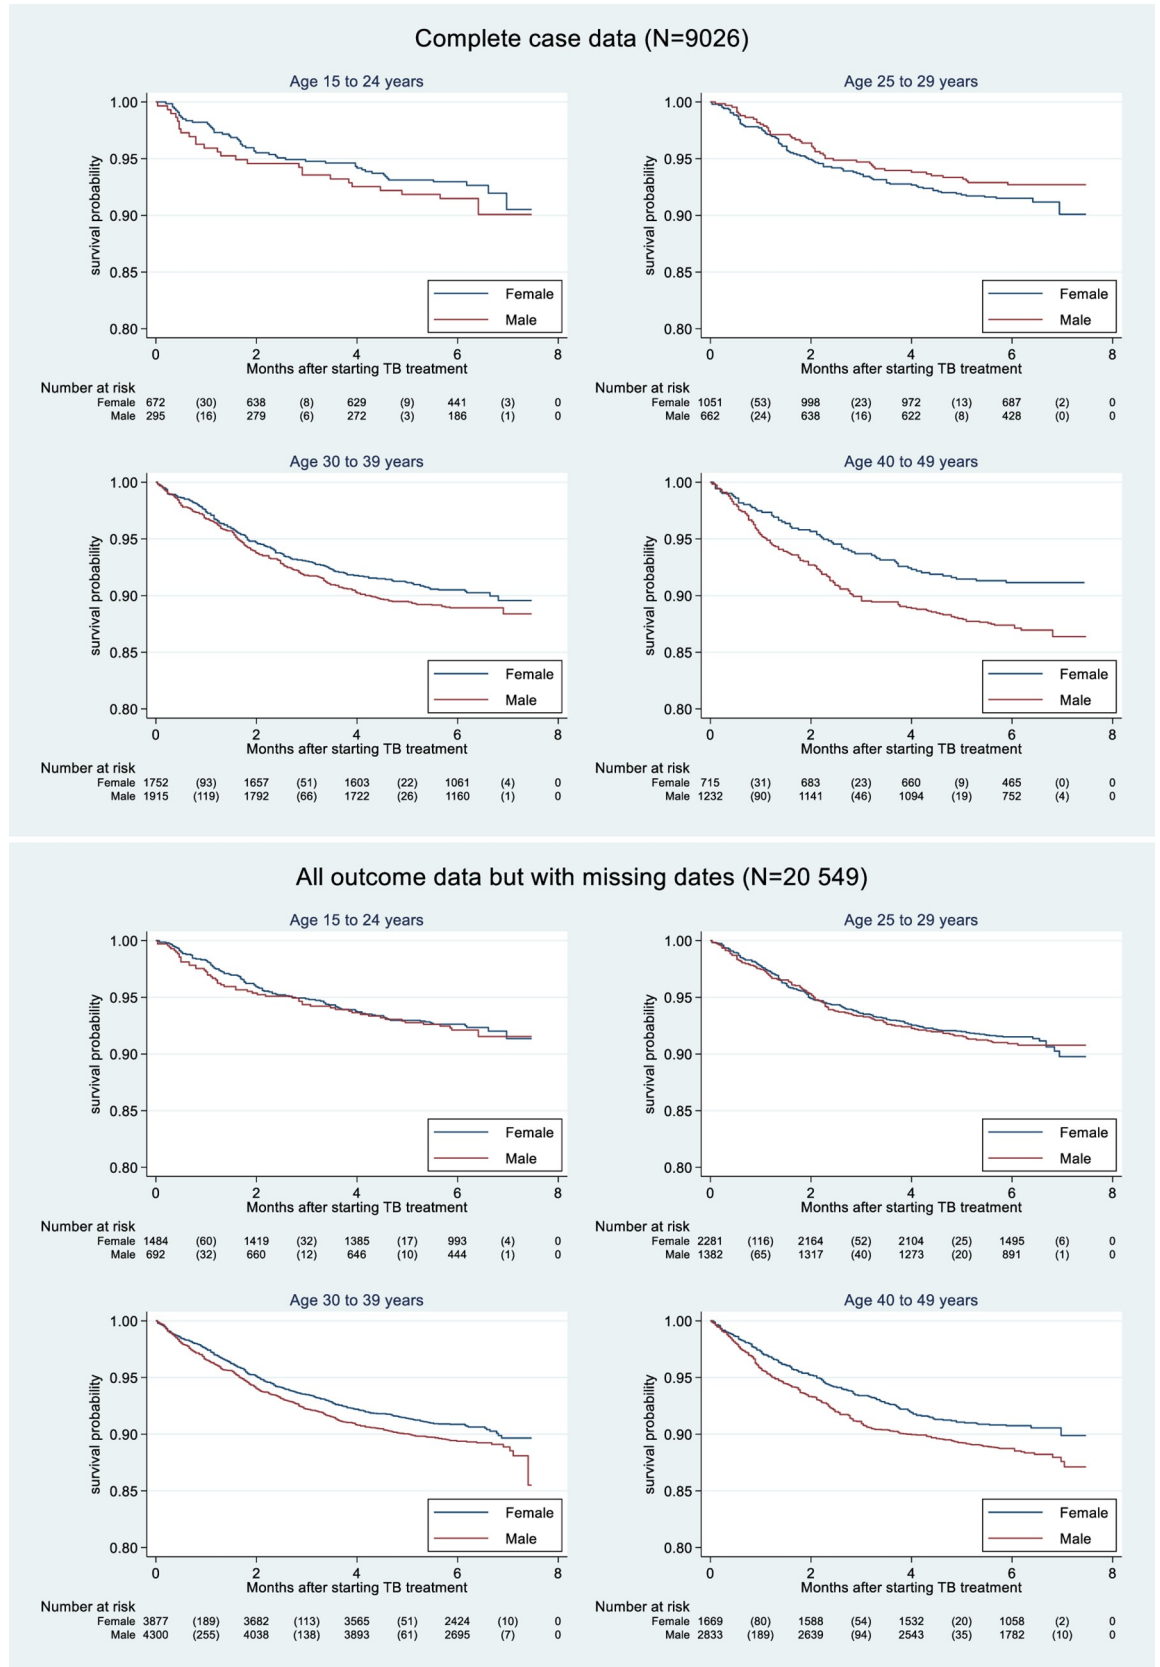 Complete case data (N=9026)
Age 15 to 24 years
1.00
0.95
0.90
0.85
0.80
survival probability
Female
Male
0 2 4 6 8
Months after starting TB treatment
Number at risk
Female 672 (30) 638 (8) 629 (9) 441 (3) 0
Male 295 (16) 279 (6) 272 (3) 186 (1) 0
Age 25 to 29 years
1.00
0.95
0.90
0.85
0.80
survival probability
Female
Male
0 2 4 6 8
Months after starting TB treatment
Number at risk
Female 1051 (53) 998 (23) 972 (13) 687 (2) 0
Male 662 (24) 638 (16) 622 (8) 428 (0) 0
Age 30 to 39 years
1.00
0.95
0.90
0.85
0.80
survival probability
Female
Male
0 2 4 6 8
Months after starting TB treatment
Number at risk
Female 1752 (93) 1657 (51) 1603 (22) 1061 (4) 0
Male 1915 (119) 1792 (66) 1722 (26) 1160 (1) 0
Age 40 to 49 years
1.00
0.95
0.90
0.85
0.80
survival probability
Female
Male
0 2 4 6 8
Months after starting TB treatment
Number at risk
Female 715 (31) 683 (23) 660 (9) 465 (0) 0
Male 1232 (90) 1141 (46) 1094 (19) 752 (4) 0
All outcome data but with missing dates (N=20 549)
Age 15 to 24 years
1.00
0.95
0.90
0.85
0.80
survival probability
Female
Male
0 2 4 6 8
Months after starting TB treatment
Number at risk
Female 1484 (60) 1419 (32) 1385 (17) 993 (4) 0
Male 692 (32) 660 (12) 646 (10) 444 (1) 0
Age 25 to 29 years
1.00
0.95
0.90
0.85
0.80
survival probability
Female
Male
0 2 4 6 8
Months after starting TB treatment
Number at risk
Female 2281 (116) 2164 (52) 2104 (25) 1495 (6) 0
Male 1382 (65) 1317 (40) 1273 (20) 891 (1) 0
Age 30 to 39 years
1.00
0.95
0.90
0.85
0.80
survival probability
Female
Male
0 2 4 6 8
Months after starting TB treatment
Number at risk
Female 3877 (189) 3682 (113) 3565 (51) 2424 (10) 0
Male 4300 (255) 4038 (138) 3893 (61) 2695 (7) 0
Age 40 to 49 years
1.00
0.95
0.90
0.85
0.80
survival probability
Female
Male
0 2 4 6 8
Months after starting TB treatment
Number at risk
Female 1669 (80) 1588 (54) 1532 (20) 1058 (2) 0
Male 2833 (189) 2639 (94) 2543 (35) 1782 (10) 0